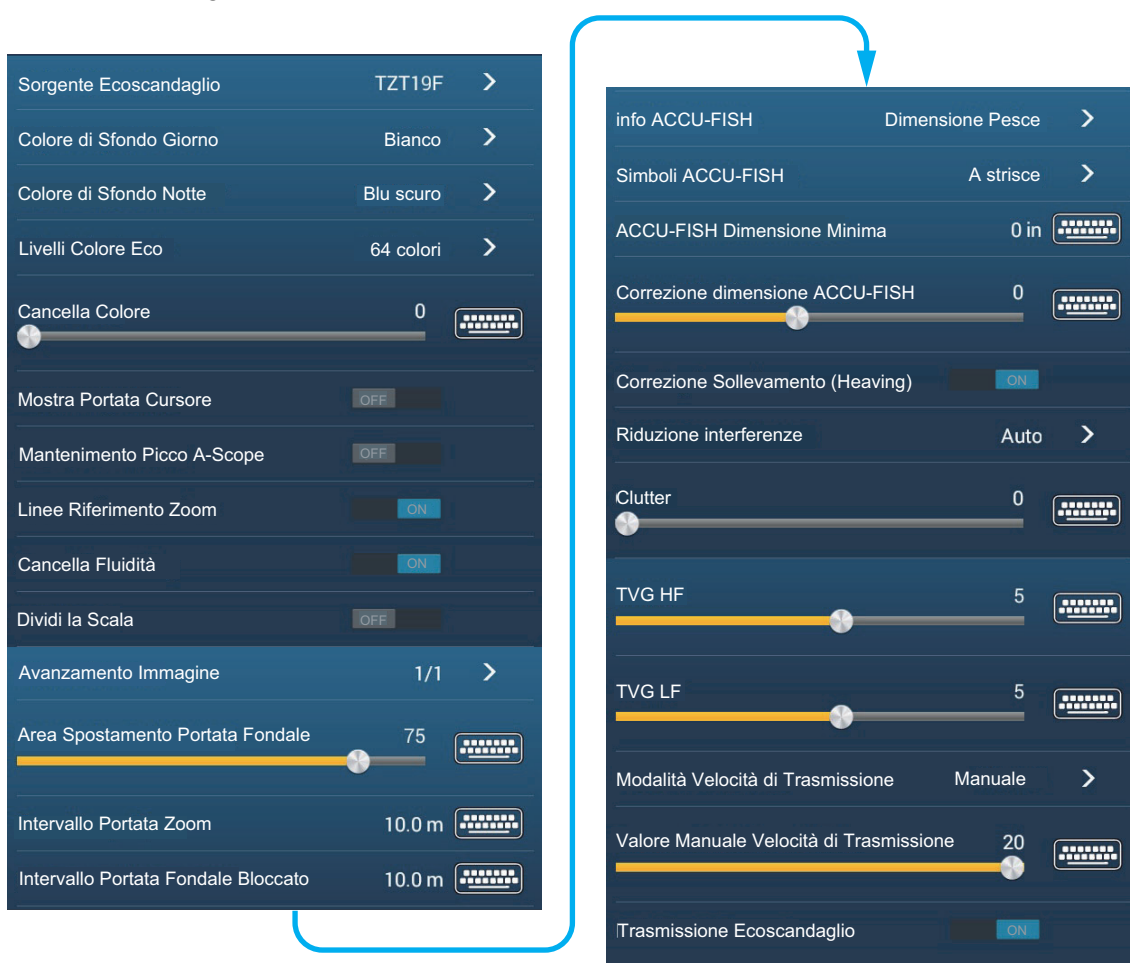 Sorgente Ecoscandaglio TZT19F
Colore di Sfondo Giorno Bianco
Colore di Sfondo Notte Blu scuro
Livelli Colore Eco 64 colori
Cancella Colore 0
Mostra Portata Cursore OFF
Mantenimento Picco A-Scope OFF
Linee Riferimento Zoom ON
Cancella Fluidità ON
Dividi la Scala OFF
Avanzamento Immagine 1/1
Area Spostamento Portata Fondale 75
Intervallo Portata Zoom 10.0 m
Intervallo Portata Fondale Bloccato 10.0 m
info ACCU-FISH Dimensione Pesce
Simboli ACCU-FISH A strisce
ACCU-FISH Dimensione Minima 0 in
Correzione dimensione ACCU-FISH 0
Correzione Sollevamento (Heaving) ON
Riduzione interferenze Auto
Clutter 0
TVG HF 5
TVG LF 5
Modalità Velocità di Trasmissione Manuale
Valore Manuale Velocità di Trasmissione 20
Trasmissione Ecoscandaglio ON